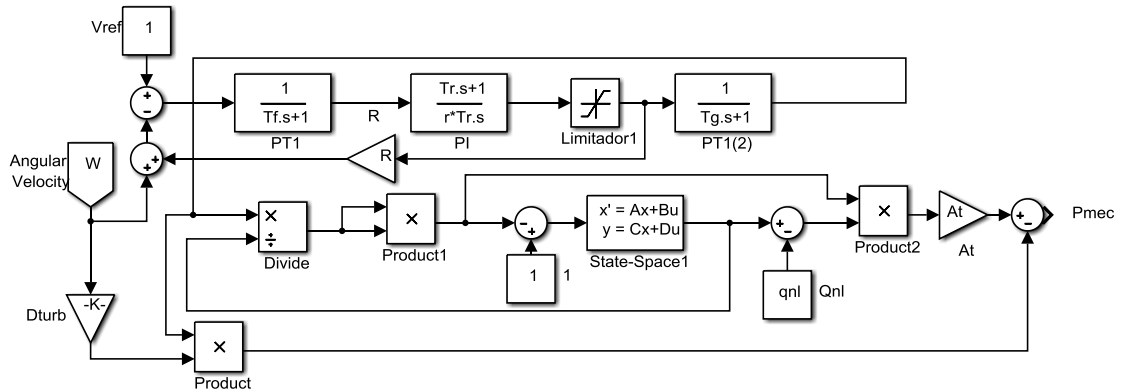 Vref
1
+
-
1
Tf.s+1
PT1
R
Tr.s+1
r*Tr.s
PI
Limitador1
1
Tg.s+1
PT1(2)
Angular
Velocity
W
+
+
R
×
÷
Divide
×
Product1
-
+
x' = Ax+Bu
y = Cx+Du
State-Space1
1
1
+
-
qnl
Qnl
×
Product2
At
At
+
-
Pmec
-K-
Dturb
×
Product